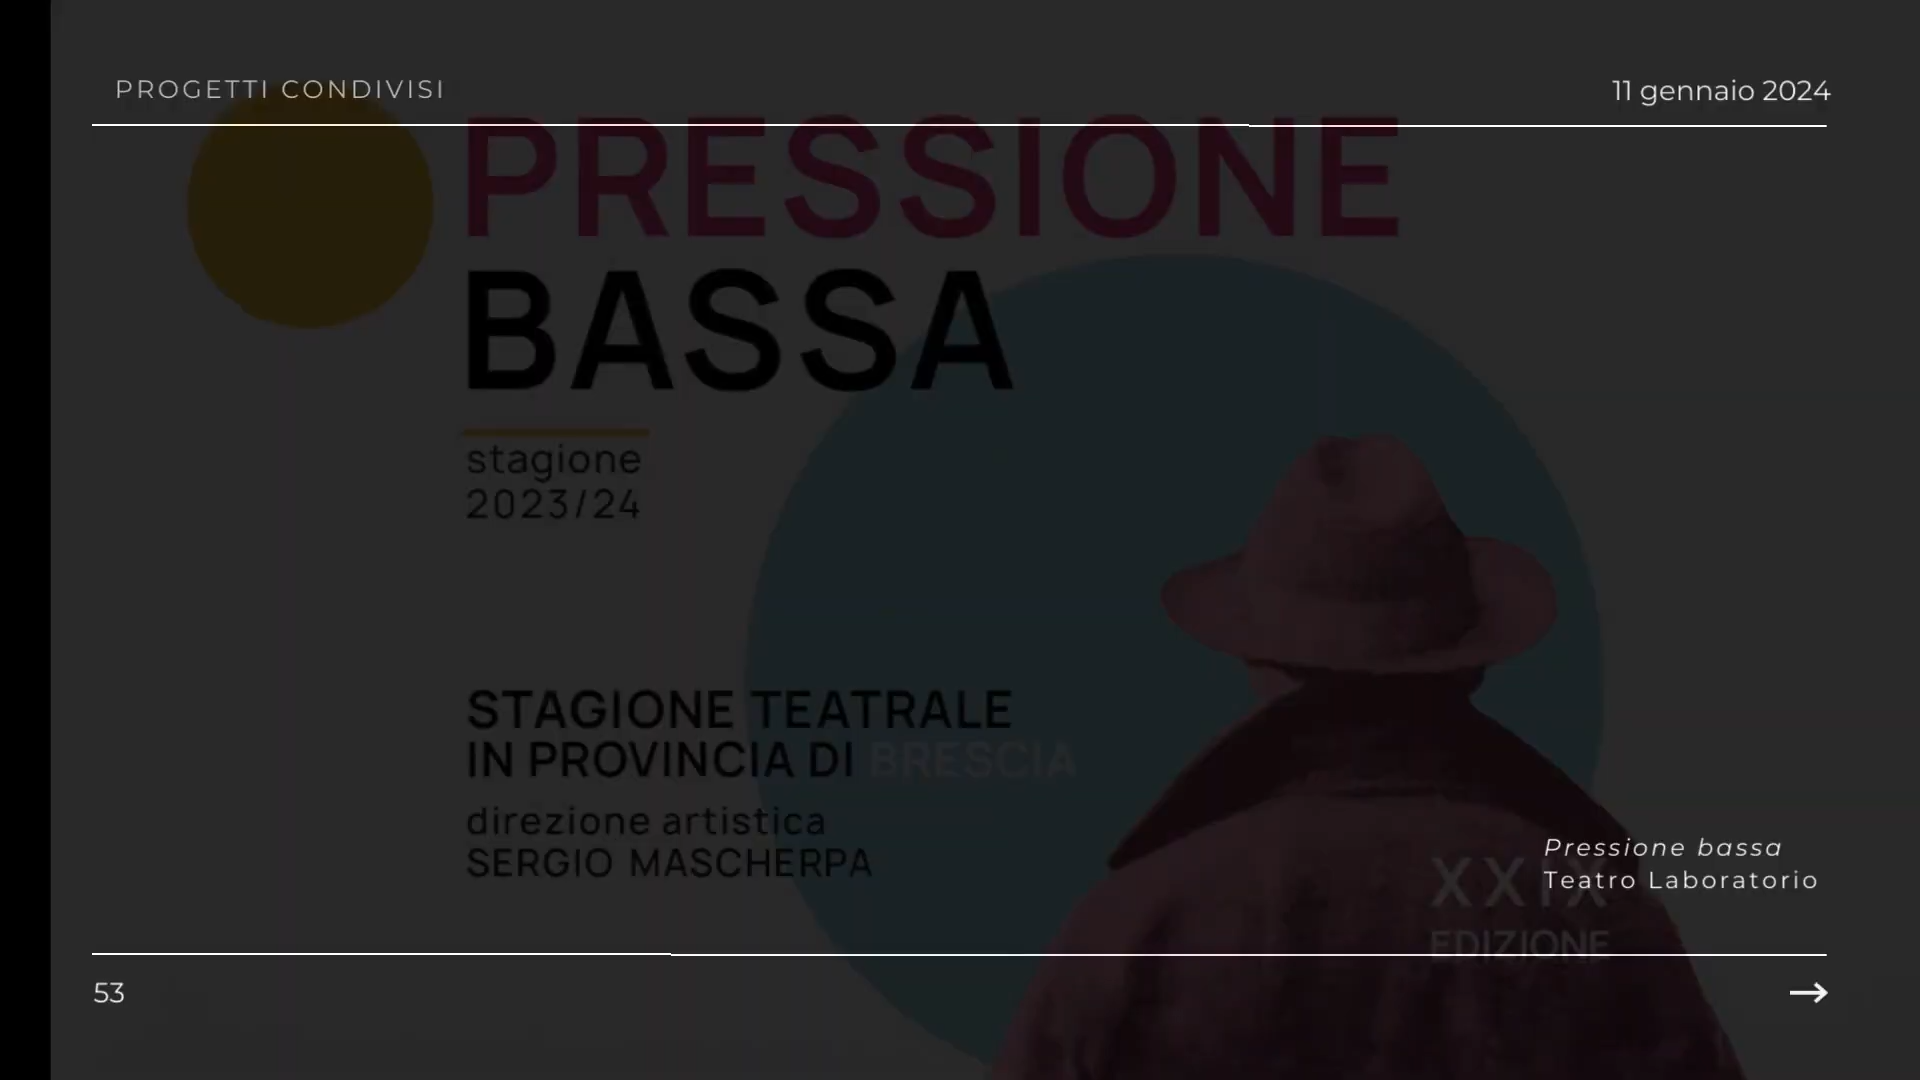 PROGETTI CONDIVISI
11 gennaio 2024
PRESSIONE
BASSA
stagione
2023/24
STAGIONE TEATRALE
IN PROVINCIA DI BRESCIA
direzione artistica
SERGIO MASCHERPA
Pressione bassa
Teatro Laboratorio
XXIX
EDIZIONE
53